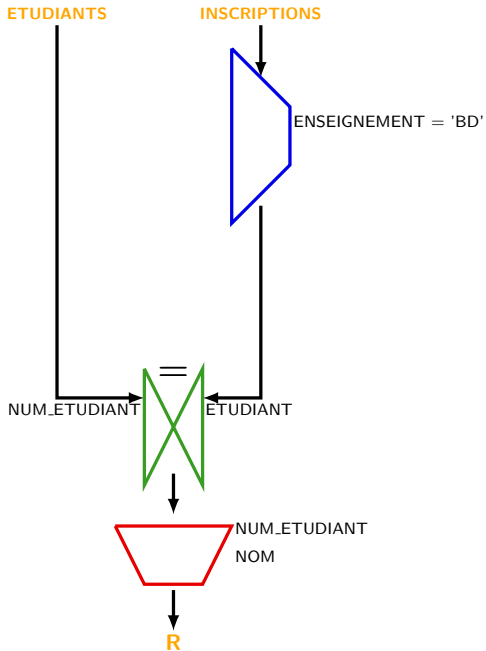 ETUDIANTS
INSCRIPTIONS
ENSEIGNEMENT = 'BD'
=
NUM_ETUDIANT
ETUDIANT
NUM_ETUDIANT
NOM
R